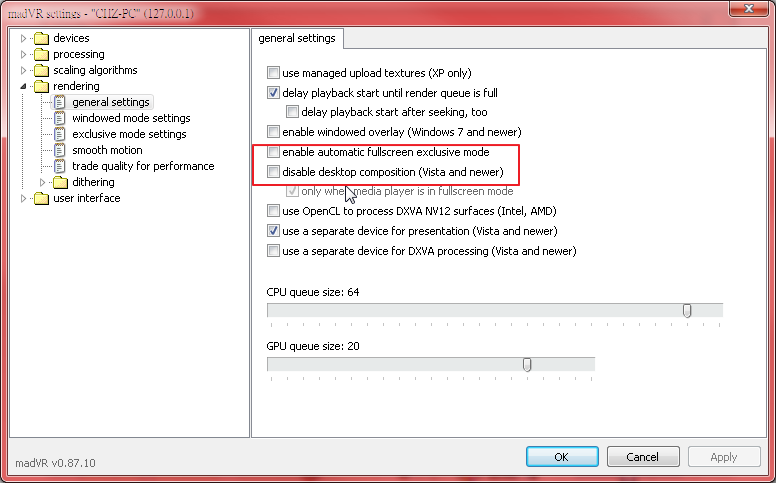 madVR settings - "CHZ-PC" (127.0.0.1)
devices
processing
scaling algorithms
rendering
general settings
windowed mode settings
exclusive mode settings
smooth motion
trade quality for performance
dithering
user interface
general settings
use managed upload textures (XP only)
delay playback start until render queue is full
delay playback start after seeking, too
enable windowed overlay (Windows 7 and newer)
enable automatic fullscreen exclusive mode
disable desktop composition (Vista and newer)
only when media player is in fullscreen mode
use OpenCL to process DXVA NV12 surfaces (Intel, AMD)
use a separate device for presentation (Vista and newer)
use a separate device for DXVA processing (Vista and newer)
CPU queue size: 64
GPU queue size: 20
madVR v0.87.10
OK
Cancel
Apply